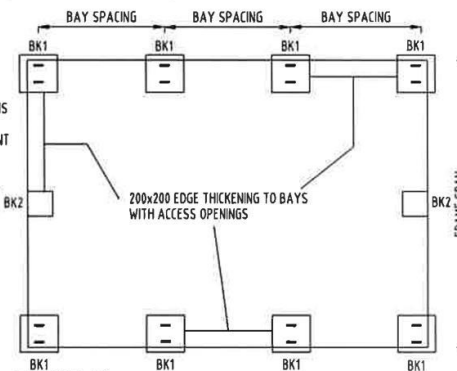 BAY SPACING BAY SPACING BAY SPACING
BK1 BK1 BK1 BK1
BK2 BK2
200x200 EDGE THICKENING TO BAYS
WITH ACCESS OPENINGS
BK1 BK1 BK1 BK1